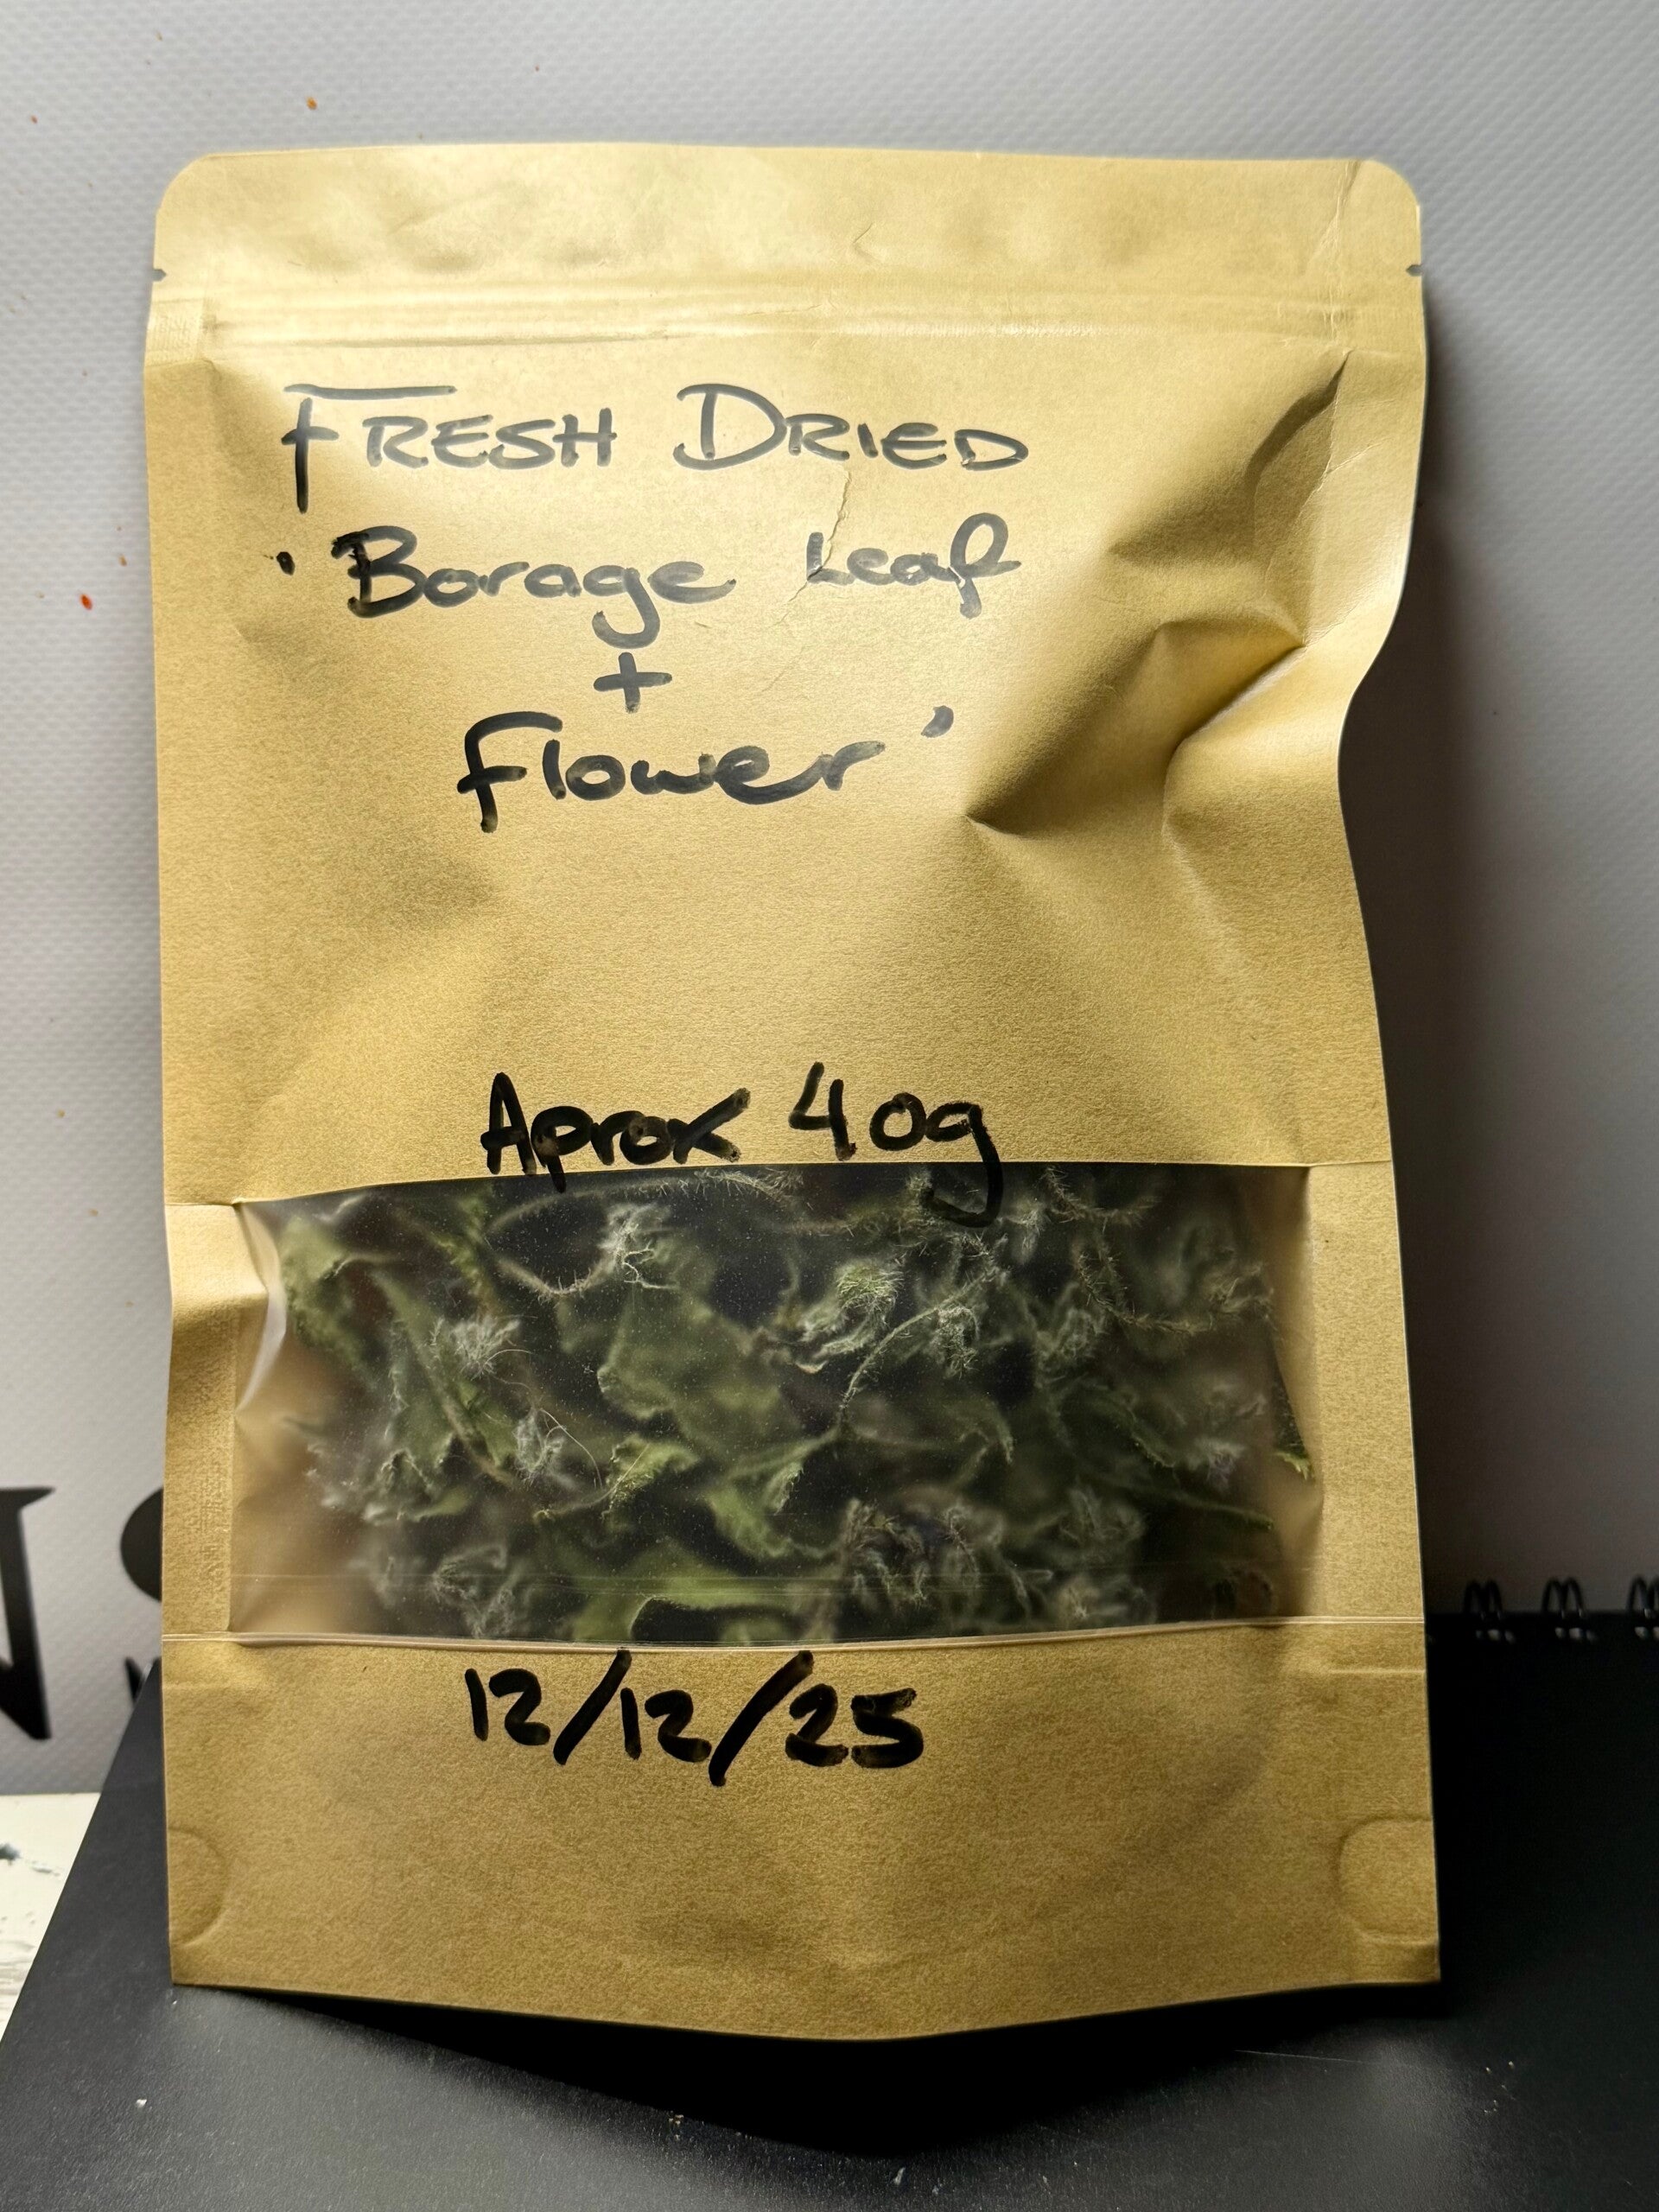 FRESH DRIED
'Borage Leaf
+
Flower'
Aprox 40g
12/12/25